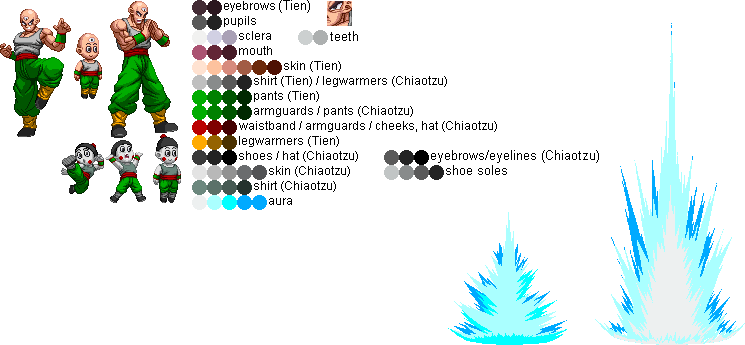 eyebrows (Tien)
pupils
sclera teeth
mouth
skin (Tien)
shirt (Tien) / legwarmers (Chiaotzu)
pants (Tien)
armguards / pants (Chiaotzu)
waistband / armguards / cheeks, hat (Chiaotzu)
legwarmers (Tien)
shoes / hat (Chiaotzu) eyebrows/eyelines (Chiaotzu)
skin (Chiaotzu) shoe soles
shirt (Chiaotzu)
aura